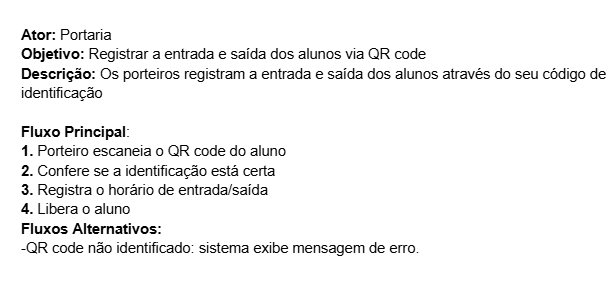 Ator: Portaria
Objetivo: Registrar a entrada e saída dos alunos via QR code
Descrição: Os porteiros registram a entrada e saída dos alunos através do seu código de
identificação
Fluxo Principal:
1. Porteiro escaneia o QR code do aluno
2. Confere se a identificação está certa
3. Registra o horário de entrada/saída
4. Libera o aluno
Fluxos Alternativos:
-QR code não identificado: sistema exibe mensagem de erro.